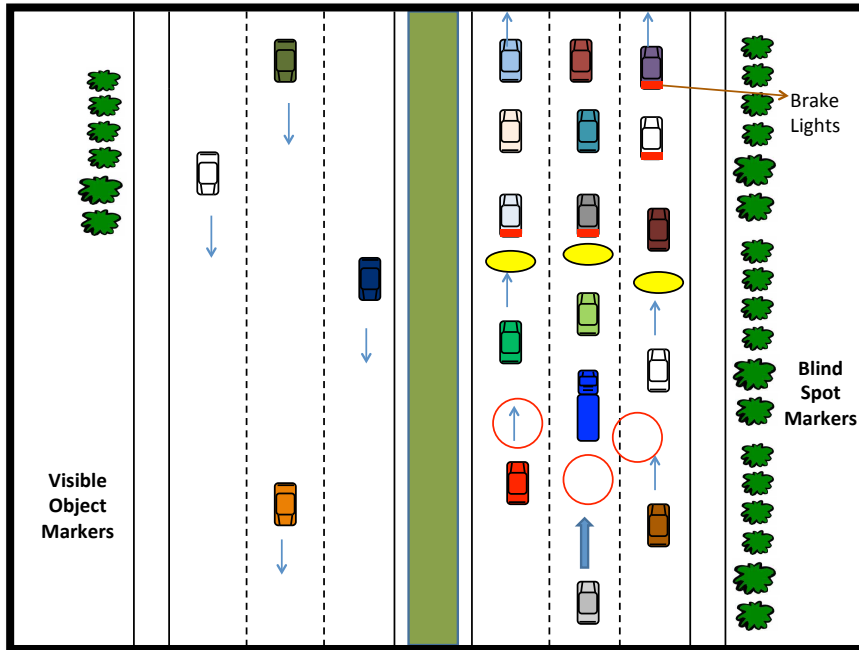 Brake
Lights
Blind
Spot
Markers
Visible
Object
Markers